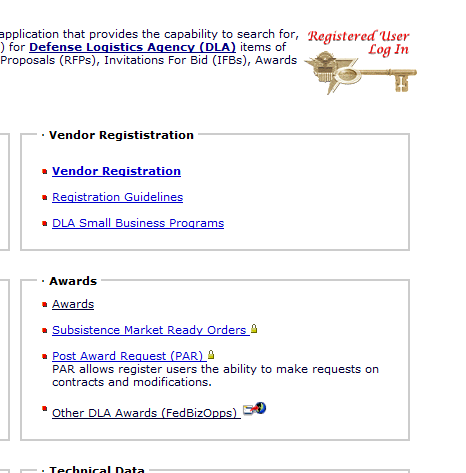 application that provides the capability to search for,
) for Defense Logistics Agency (DLA) items of
Proposals (RFPs), Invitations For Bid (IFBs), Awards
Registered User
Log In
· Vendor Regististration
Vendor Registration
Registration Guidelines
DLA Small Business Programs
· Awards
Awards
Subsistence Market Ready Orders
Post Award Request (PAR)
PAR allows register users the ability to make requests on
contracts and modifications.
Other DLA Awards (FedBizOpps)
· Technical Data